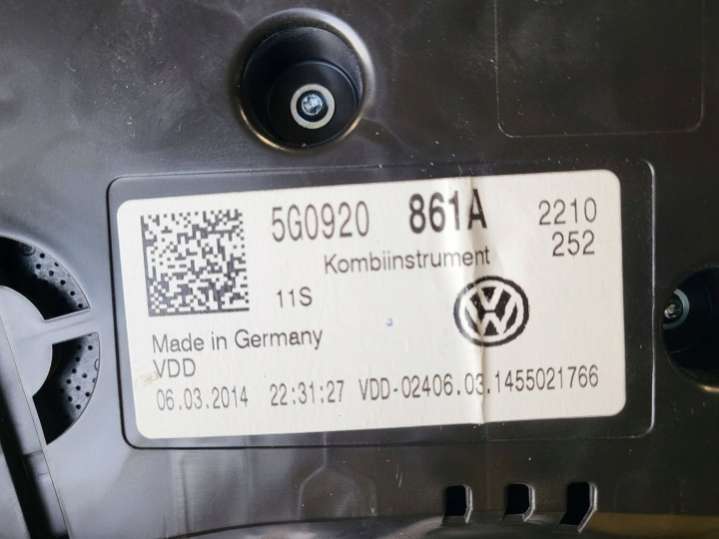 5G0920 861A 2210
252
Kombiinstrument
11S
Made in Germany
VDD
06.03.2014 22:31:27 VDD-02406.03.1455021766